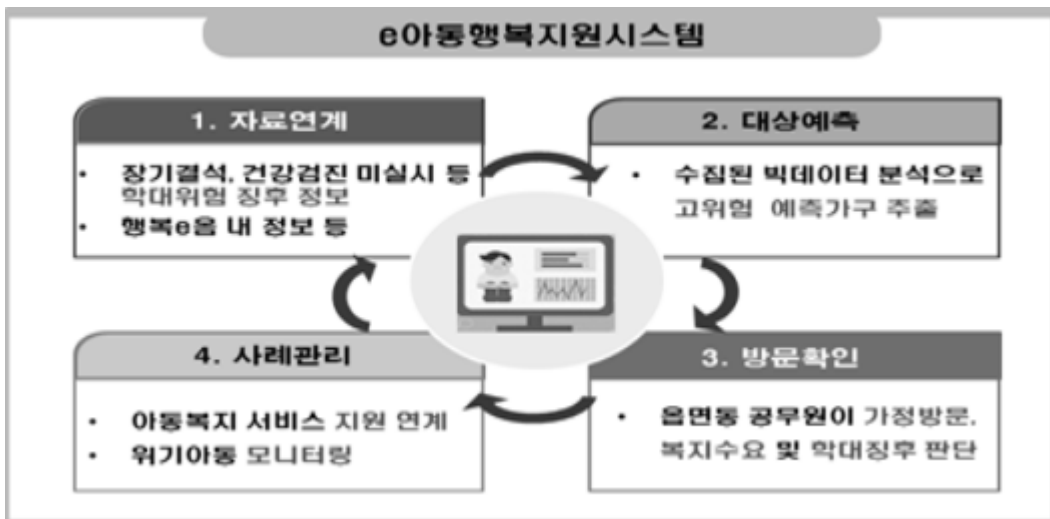 e아동행복지원시스템
1. 자료연계
• 장기결석, 건강검진 미실시 등
학대위험 징후 정보
• 행복e음 내 정보 등
2. 대상예측
• 수집된 빅데이터 분석으로
고위험 예측가구 추출
3. 방문확인
• 읍면동 공무원이 가정방문,
복지수요 및 학대징후 판단
4. 사례관리
• 아동복지 서비스 지원 연계
• 위기아동 모니터링